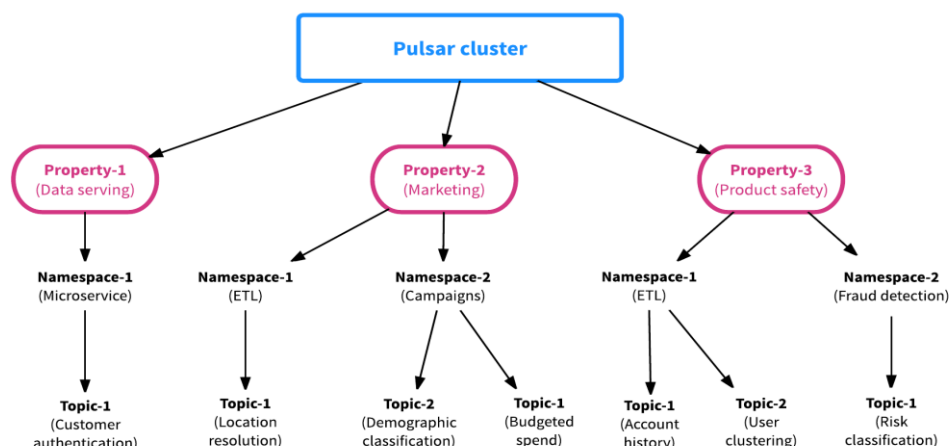 Pulsar cluster
Property-1
(Data serving)
Property-2
(Marketing)
Property-3
(Product safety)
Namespace-1
(Microservice)
Namespace-1
(ETL)
Namespace-2
(Campaigns)
Namespace-1
(ETL)
Namespace-2
(Fraud detection)
Topic-1
(Customer
authentication)
Topic-1
(Location
resolution)
Topic-2
(Demographic
classification)
Topic-1
(Budgeted
spend)
Topic-1
(Account
history)
Topic-2
(User
clustering)
Topic-1
(Risk
classification)